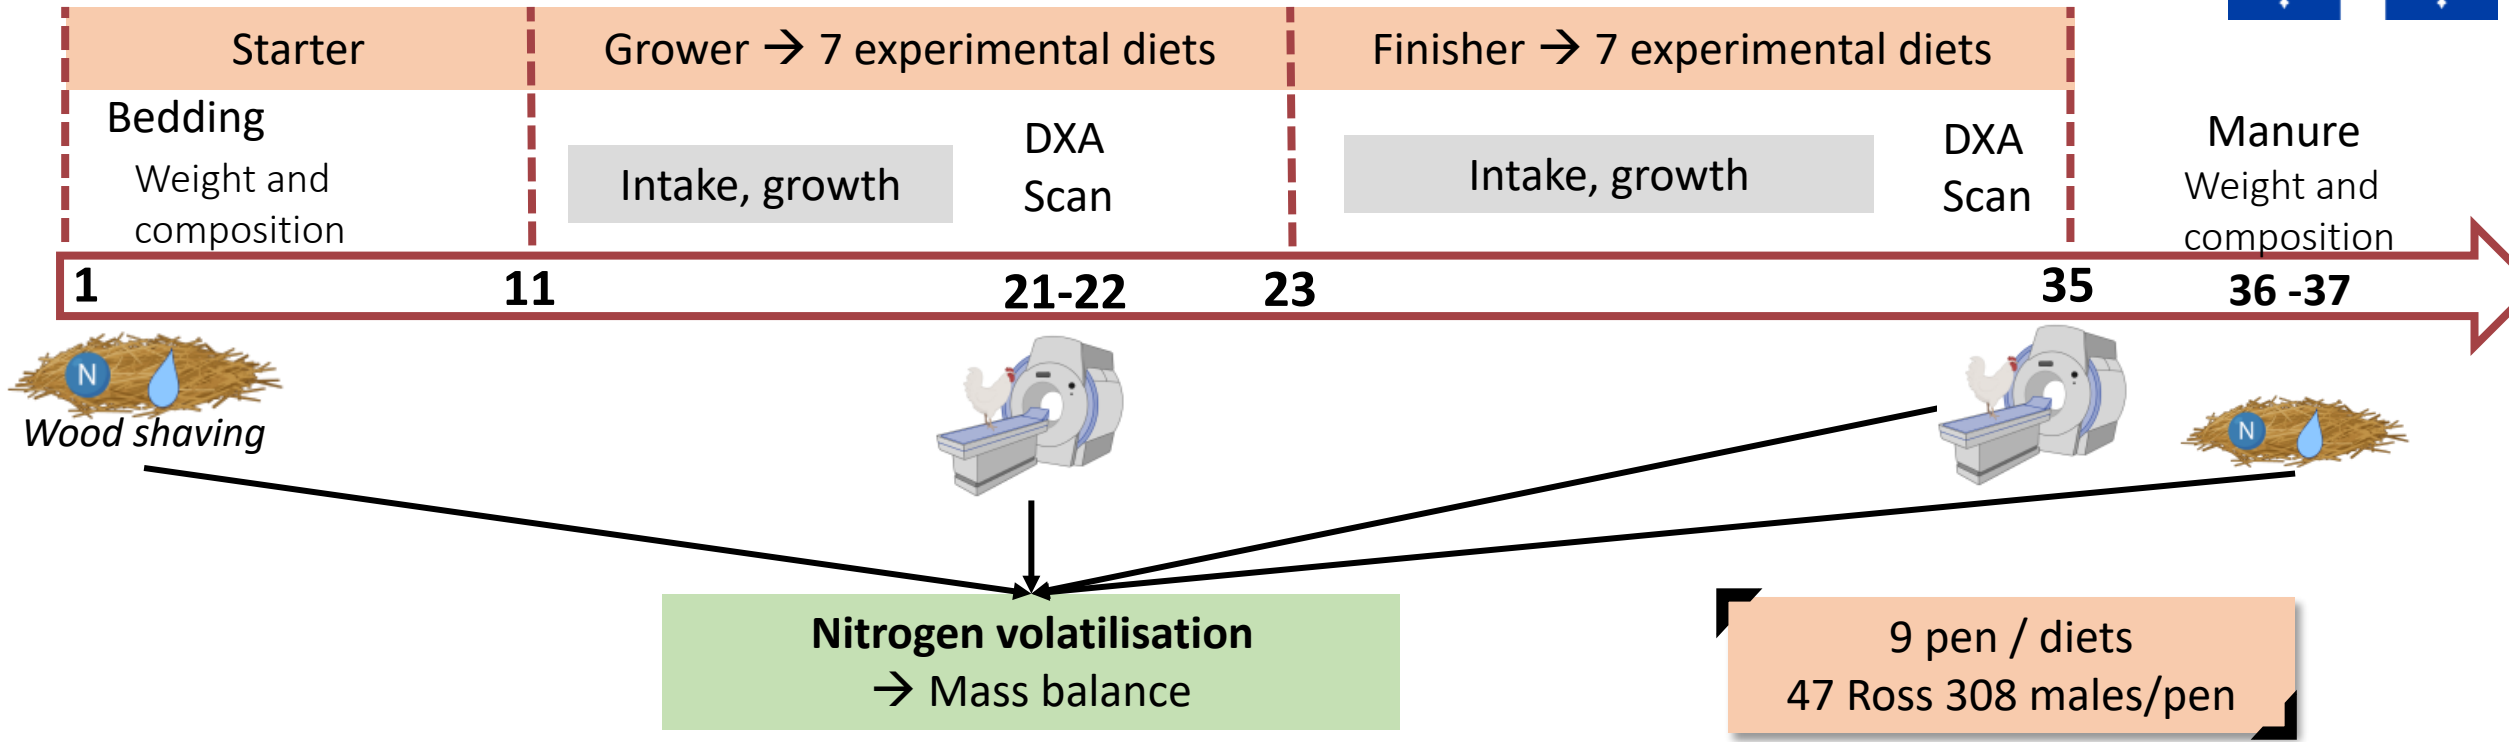 Starter
Grower → 7 experimental diets
Finisher → 7 experimental diets
Bedding
Weight and
composition
Intake, growth
DXA
Scan
Intake, growth
DXA
Scan
Manure
Weight and
composition
1
11
21-22
23
35
36 -37
N
Wood shaving
N
Nitrogen volatilisation
→ Mass balance
9 pen / diets
47 Ross 308 males/pen